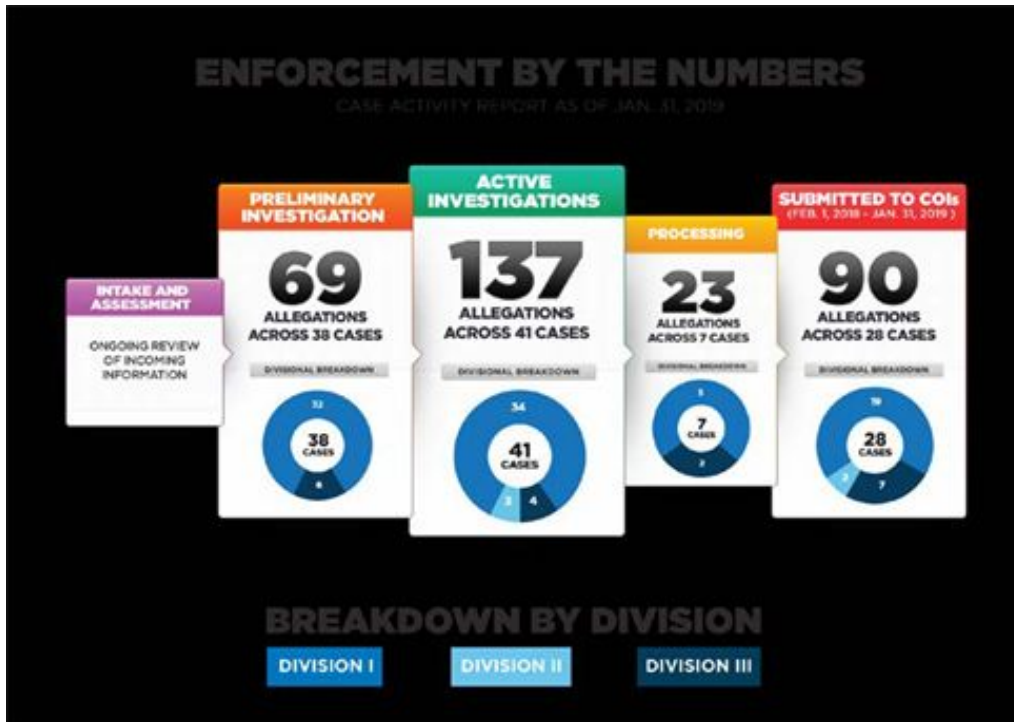 ENFORCEMENT BY THE NUMBERS
CASE ACTIVITY REPORT AS OF JAN. 31, 2019
INTAKE AND
ASSESSMENT
ONGOING REVIEW
OF INCOMING
INFORMATION
PRELIMINARY
INVESTIGATION
69
ALLEGATIONS
ACROSS 38 CASES
DIVISIONAL BREAKDOWN
32
38
CASES
6
ACTIVE
INVESTIGATIONS
137
ALLEGATIONS
ACROSS 41 CASES
DIVISIONAL BREAKDOWN
34
41
CASES
3
4
PROCESSING
23
ALLEGATIONS
ACROSS 7 CASES
DIVISIONAL BREAKDOWN
5
7
CASES
2
SUBMITTED TO COIs
(FEB. 1, 2018 - JAN. 31, 2019 )
90
ALLEGATIONS
ACROSS 28 CASES
DIVISIONAL BREAKDOWN
19
28
CASES
2
7
BREAKDOWN BY DIVISION
DIVISION I
DIVISION II
DIVISION III